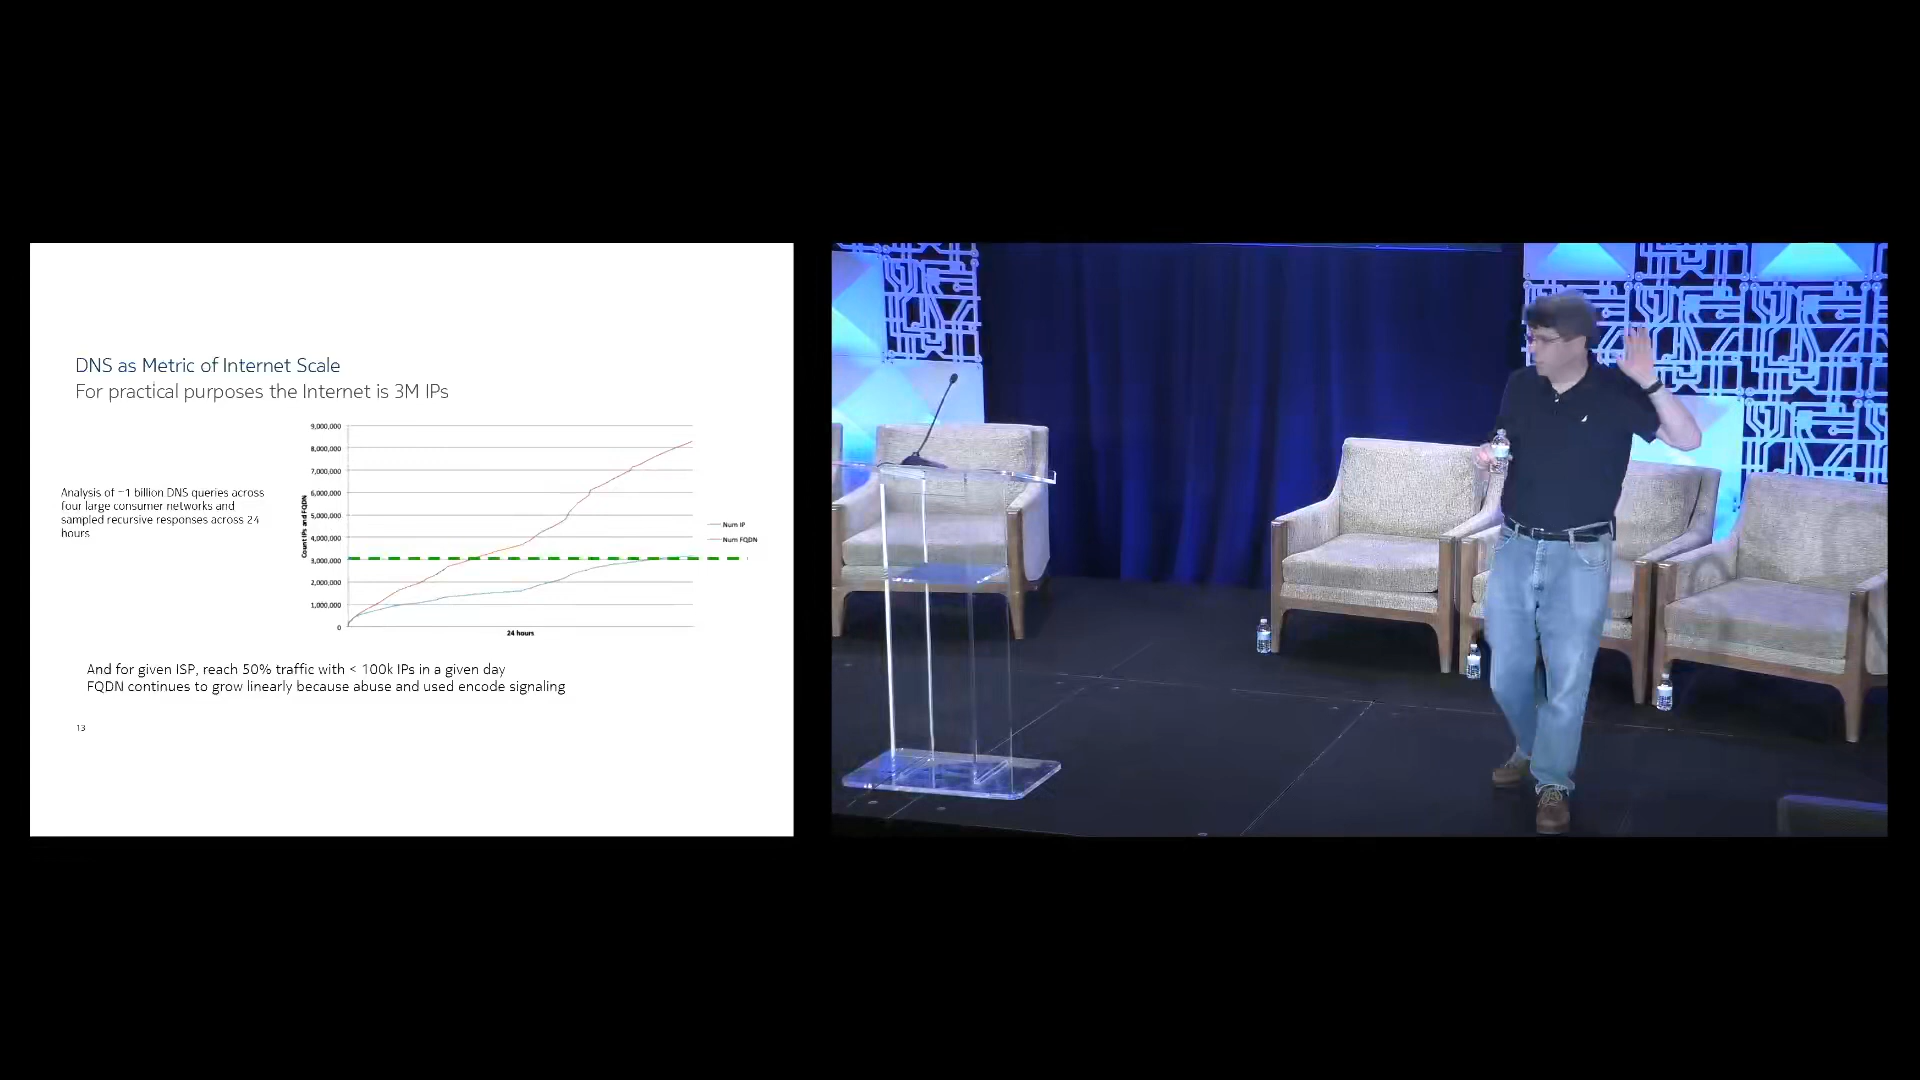 DNS as Metric of Internet Scale
For practical purposes the Internet is 3M IPs
Analysis of ~1 billion DNS queries across
four large consumer networks and
sampled recursive responses across 24
hours
Count IPs and FQDN
9,000,000
8,000,000
7,000,000
6,000,000
5,000,000
4,000,000
3,000,000
2,000,000
1,000,000
0
24 hours
Num IP
Num FQDN
And for given ISP, reach 50% traffic with < 100k IPs in a given day
FQDN continues to grow linearly because abuse and used encode signaling
13